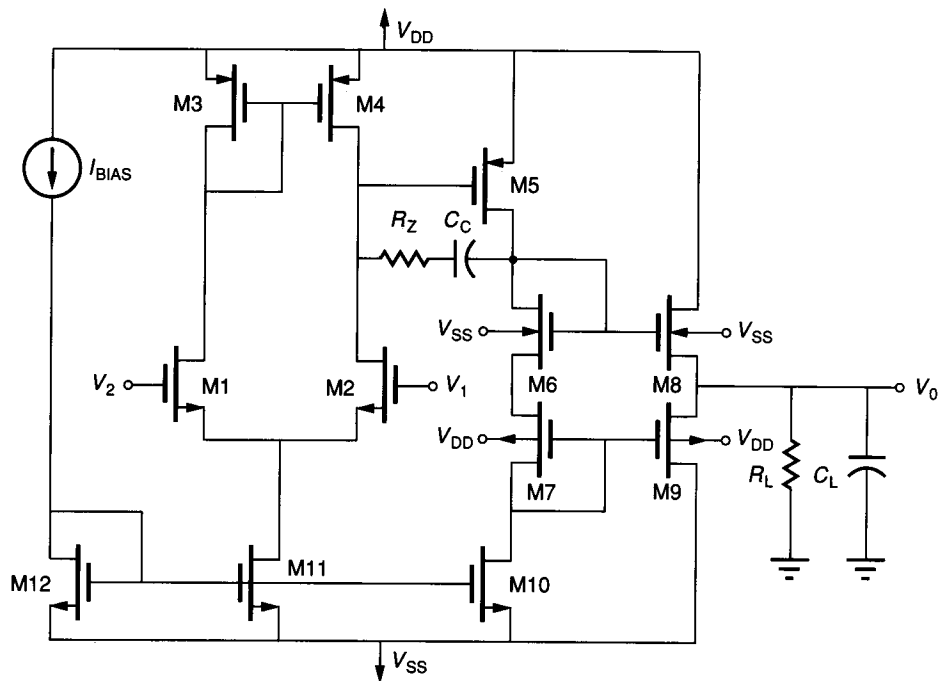 V_DD
M3
M4
I_BIAS
M5
R_Z
C_C
V_SS
V_SS
V_2
M1
M2
V_1
M6
M8
V_0
V_DD
V_DD
M7
M9
R_L
C_L
M12
M11
M10
V_SS